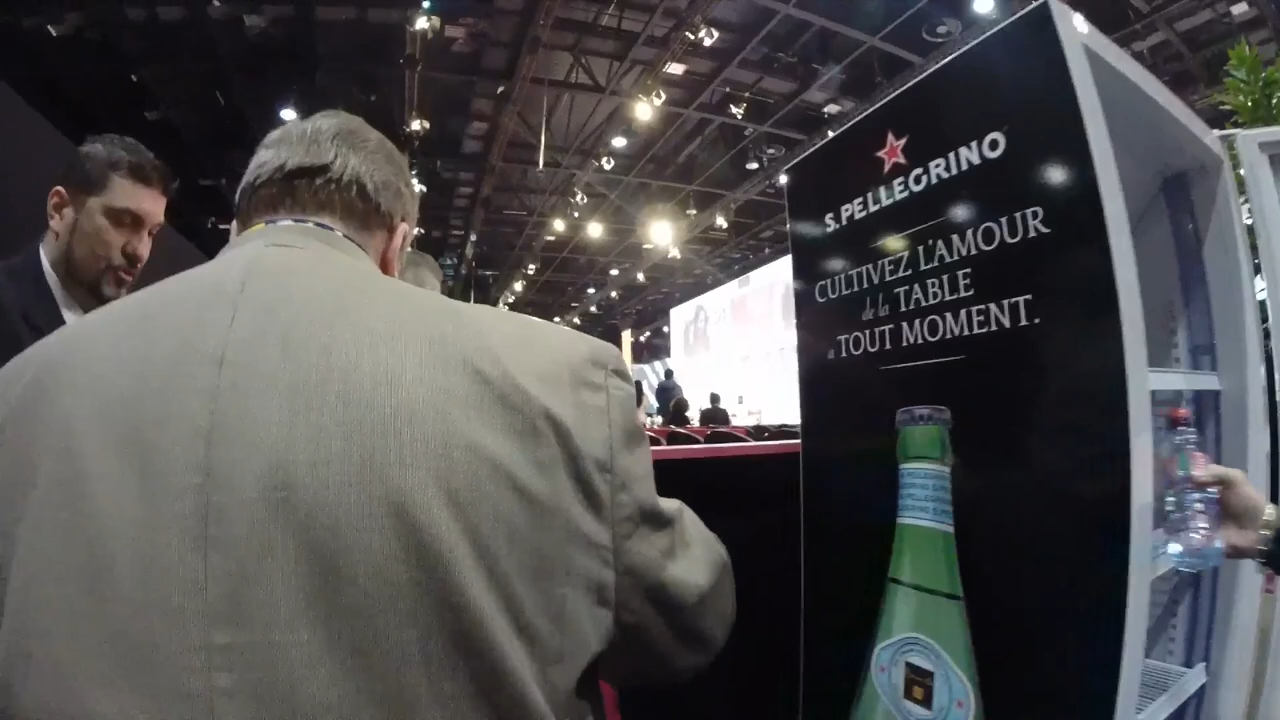 S.PELLEGRINO
CULTIVEZ L'AMOUR
de la TABLE
à TOUT MOMENT.